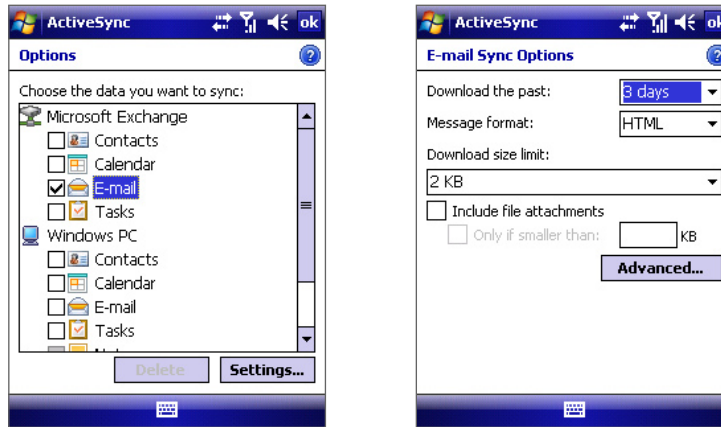 ActiveSync
ok
Options
Choose the data you want to sync:
Microsoft Exchange
Contacts
Calendar
E-mail
Tasks
Windows PC
Contacts
Calendar
E-mail
Tasks
Delete
Settings...
ActiveSync
ok
E-mail Sync Options
Download the past:
3 days
Message format:
HTML
Download size limit:
2 KB
Include file attachments
Only if smaller than:
KB
Advanced...